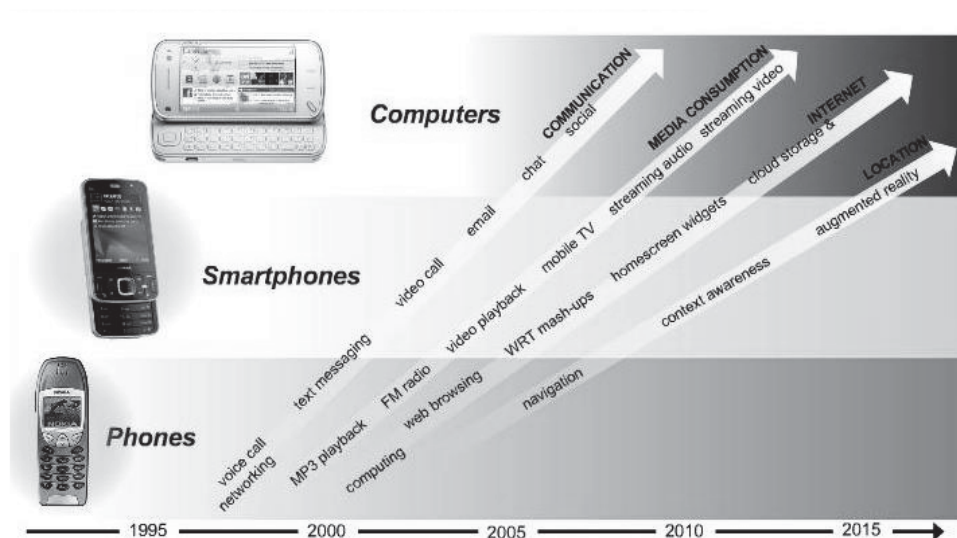 Computers
Smartphones
Phones
NOKIA
COMMUNICATION
voice call text messaging video call email chat social
networking
MEDIA CONSUMPTION
MP3 playback FM radio video playback mobile TV streaming audio streaming video
INTERNET
web browsing WRT mash-ups homescreen widgets cloud storage &
computing
LOCATION
navigation context awareness augmented reality
1995 2000 2005 2010 2015